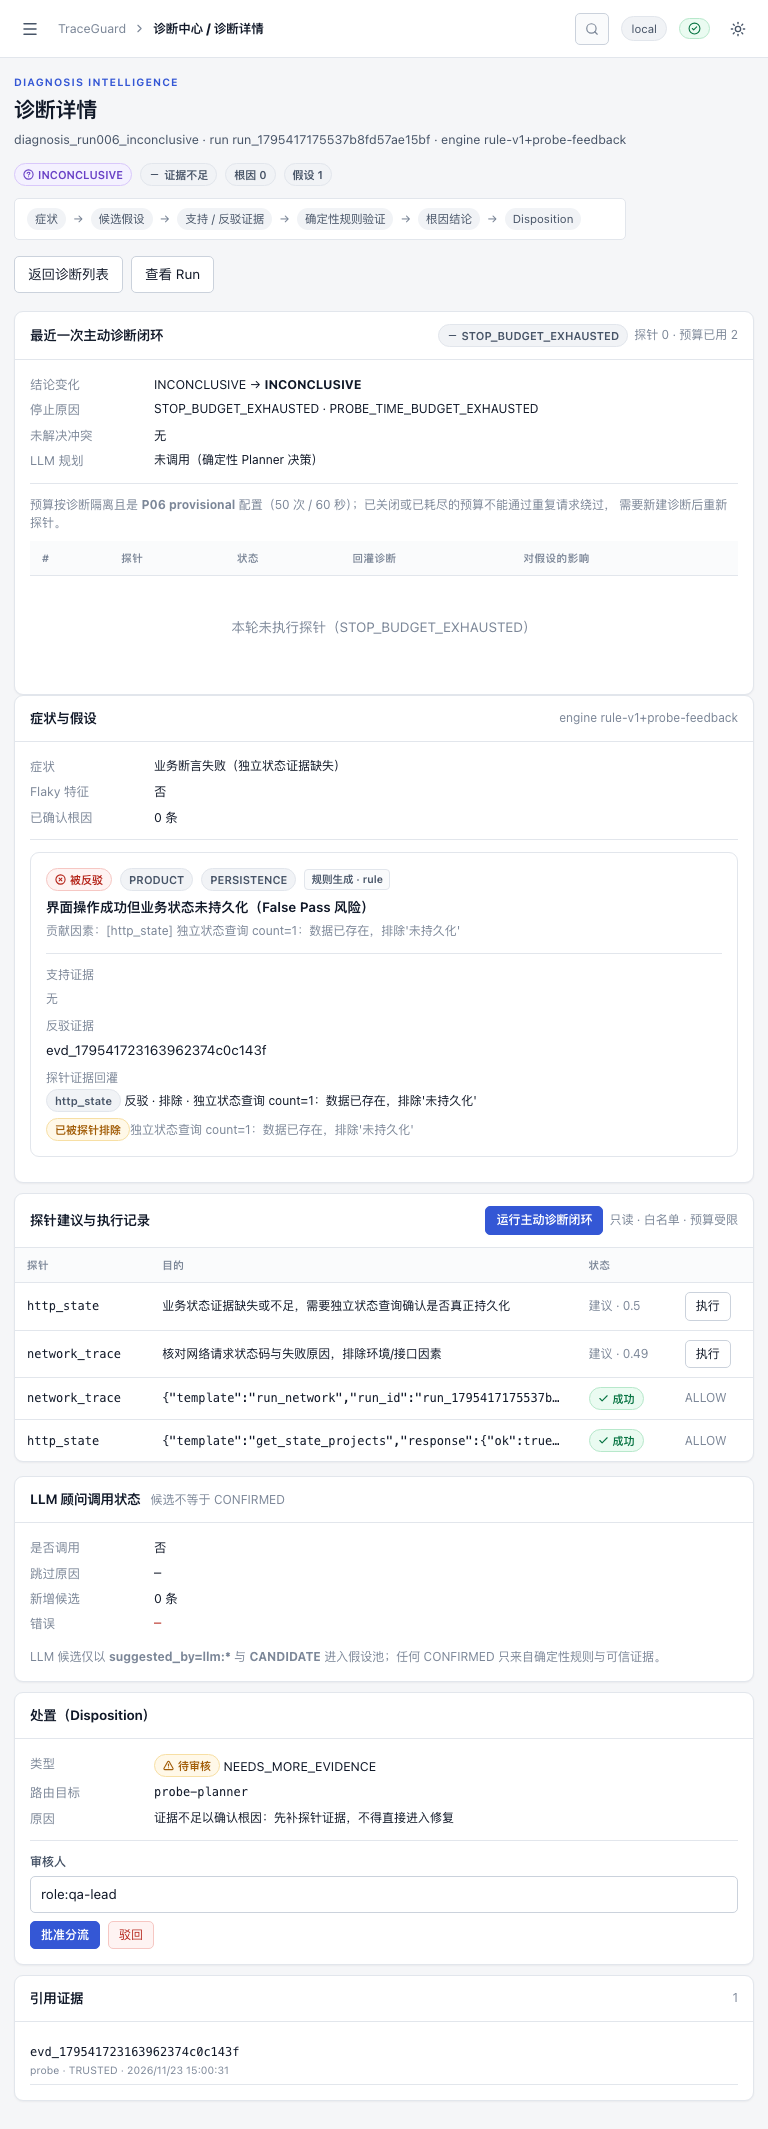 TraceGuard
诊断中心 / 诊断详情
local
DIAGNOSIS INTELLIGENCE
诊断详情
diagnosis_run006_inconclusive · run run_1795417175537b8fd57ae15bf · engine rule-v1+probe-feedback
INCONCLUSIVE
— 证据不足
根因 0
假设 1
症状 → 候选假设 → 支持 / 反驳证据 → 确定性规则验证 → 根因结论 → Disposition
返回诊断列表
查看 Run
最近一次主动诊断闭环
— STOP_BUDGET_EXHAUSTED
探针 0 · 预算已用 2
结论变化 INCONCLUSIVE → INCONCLUSIVE
停止原因 STOP_BUDGET_EXHAUSTED · PROBE_TIME_BUDGET_EXHAUSTED
未解决冲突 无
LLM 规划 未调用（确定性 Planner 决策）
预算按诊断隔离且是 P06 provisional 配置（50 次 / 60 秒）；已关闭或已耗尽的预算不能通过重复请求绕过， 需要新建诊断后重新
探针。
# 探针 状态 回灌诊断 对假设的影响
本轮未执行探针（STOP_BUDGET_EXHAUSTED）
症状与假设
engine rule-v1+probe-feedback
症状 业务断言失败（独立状态证据缺失）
Flaky 特征 否
已确认根因 0 条
被反驳 PRODUCT PERSISTENCE 规则生成 · rule
界面操作成功但业务状态未持久化（False Pass 风险）
贡献因素：[http_state] 独立状态查询 count=1：数据已存在，排除'未持久化'
支持证据
无
反驳证据
evd_179541723163962374c0c143f
探针证据回灌
http_state 反驳 · 排除 · 独立状态查询 count=1：数据已存在，排除'未持久化'
已被探针排除 独立状态查询 count=1：数据已存在，排除'未持久化'
探针建议与执行记录
运行主动诊断闭环
只读 · 白名单 · 预算受限
探针 目的 状态
http_state 业务状态证据缺失或不足，需要独立状态查询确认是否真正持久化 建议 · 0.5 执行
network_trace 核对网络请求状态码与失败原因，排除环境/接口因素 建议 · 0.49 执行
network_trace {"template":"run_network","run_id":"run_1795417175537b… 成功 ALLOW
http_state {"template":"get_state_projects","response":{"ok":true… 成功 ALLOW
LLM 顾问调用状态 候选不等于 CONFIRMED
是否调用 否
跳过原因 —
新增候选 0 条
错误 —
LLM 候选仅以 suggested_by=llm:* 与 CANDIDATE 进入假设池；任何 CONFIRMED 只来自确定性规则与可信证据。
处置（Disposition）
类型 待审核 NEEDS_MORE_EVIDENCE
路由目标 probe-planner
原因 证据不足以确认根因：先补探针证据，不得直接进入修复
审核人
role:qa-lead
批准分流
驳回
引用证据
1
evd_179541723163962374c0c143f
probe · TRUSTED · 2026/11/23 15:00:31